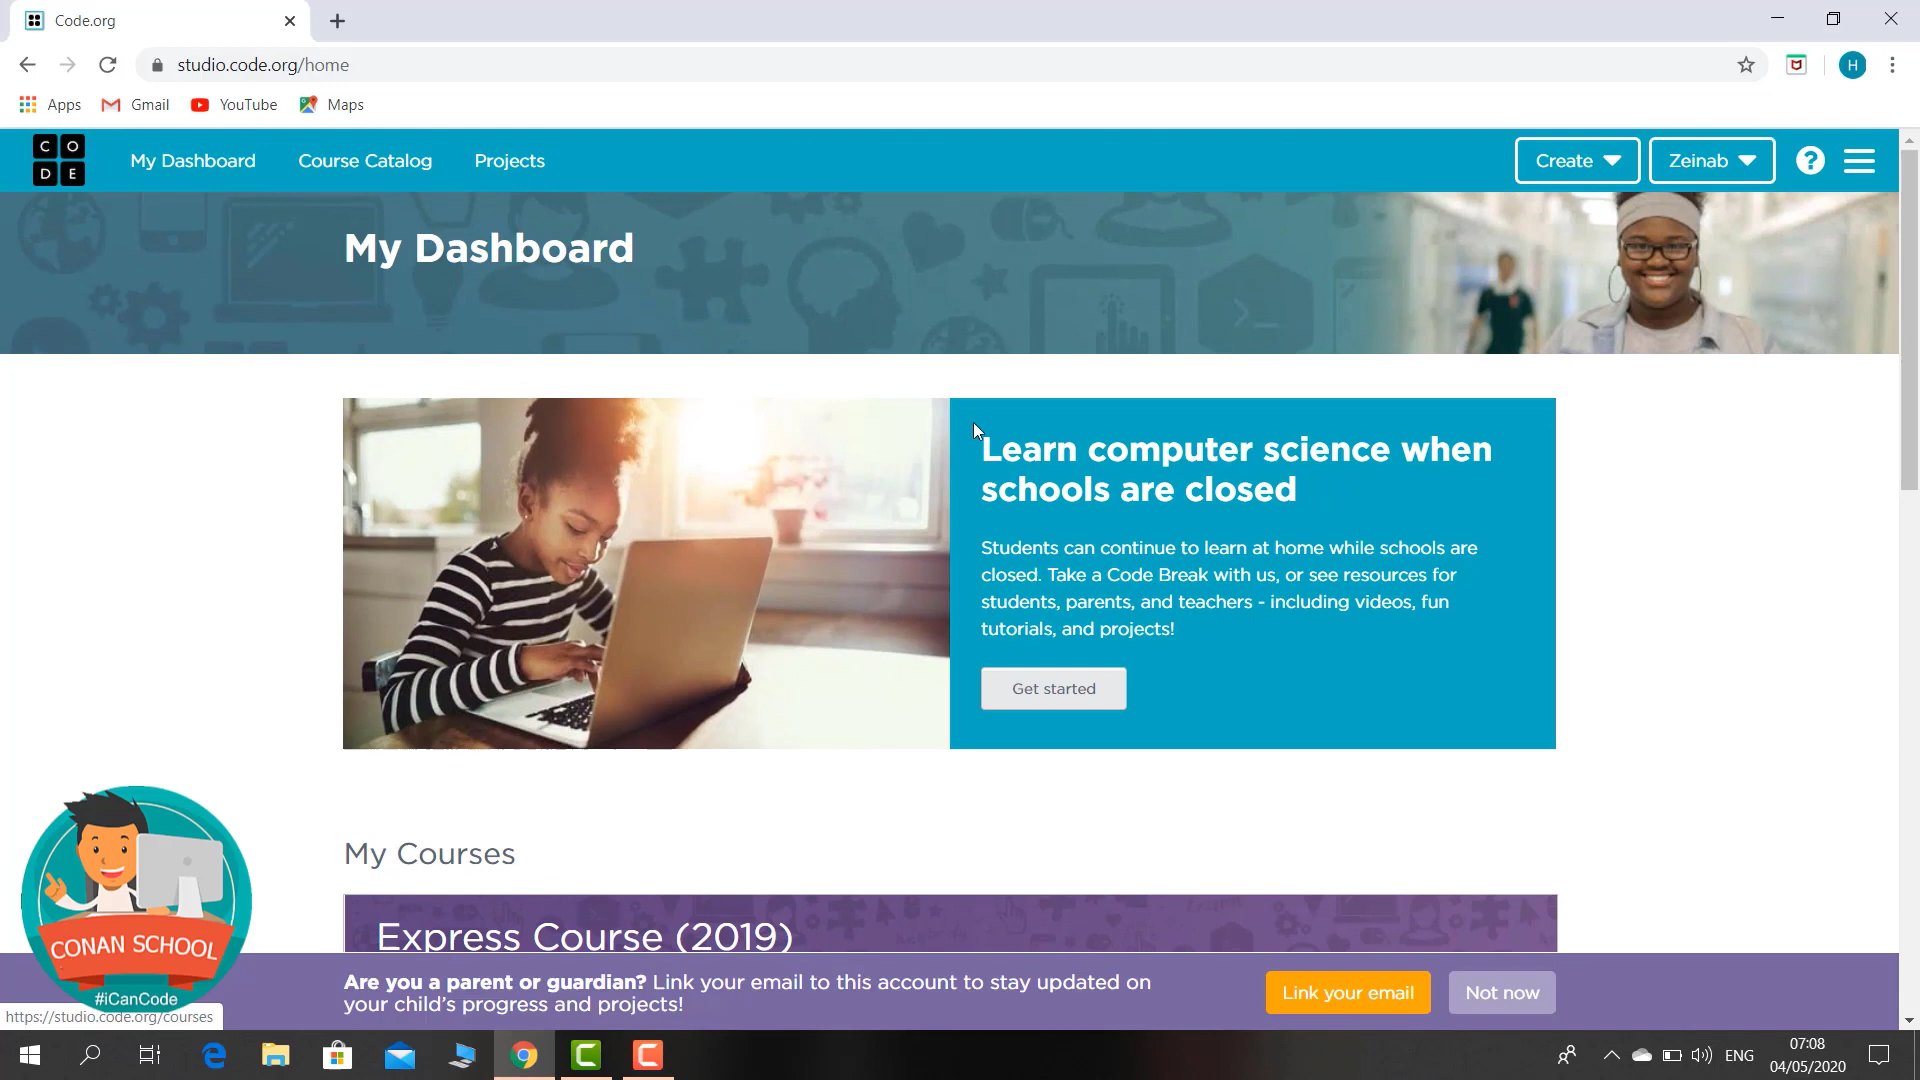 Code.org
studio.code.org/home
H
Apps Gmail YouTube Maps
C O
D E
My Dashboard Course Catalog Projects
Create Zeinab ?
My Dashboard
Learn computer science when
schools are closed
Students can continue to learn at home while schools are
closed. Take a Code Break with us, or see resources for
students, parents, and teachers - including videos, fun
tutorials, and projects!
Get started
My Courses
Express Course (2019)
CONAN SCHOOL
#iCanCode
Are you a parent or guardian? Link your email to this account to stay updated on
your child's progress and projects!
Link your email Not now
https://studio.code.org/courses
ENG
07:08
04/05/2020